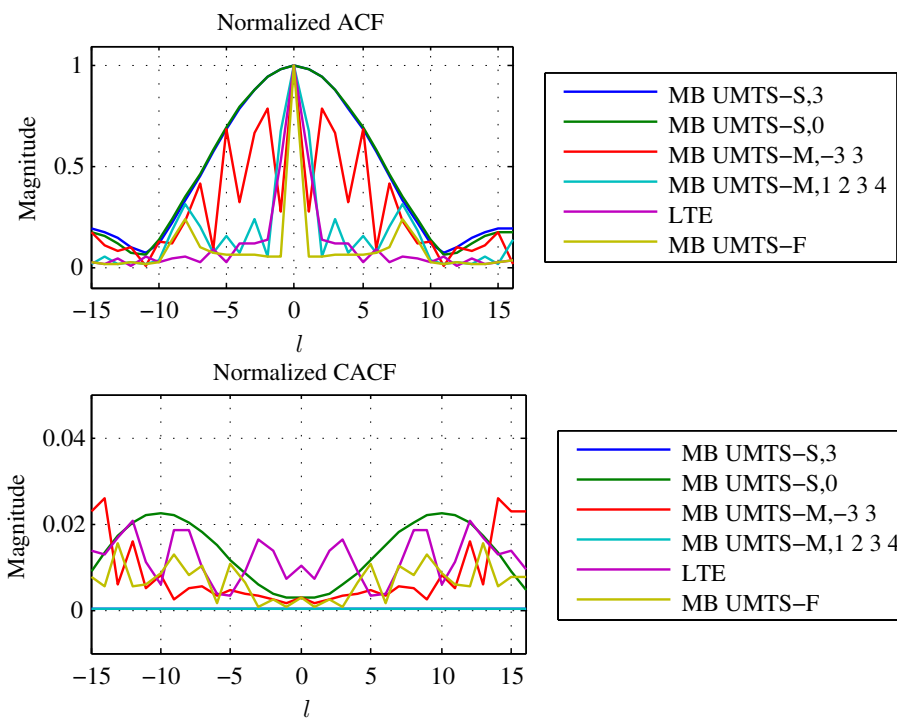 Normalized ACF
1
0.5
0
Magnitude
−15 −10 −5 0 5 10 15
l
MB UMTS−S,3
MB UMTS−S,0
MB UMTS−M,−3 3
MB UMTS−M,1 2 3 4
LTE
MB UMTS−F
Normalized CACF
0.04
0.02
0
Magnitude
−15 −10 −5 0 5 10 15
l
MB UMTS−S,3
MB UMTS−S,0
MB UMTS−M,−3 3
MB UMTS−M,1 2 3 4
LTE
MB UMTS−F